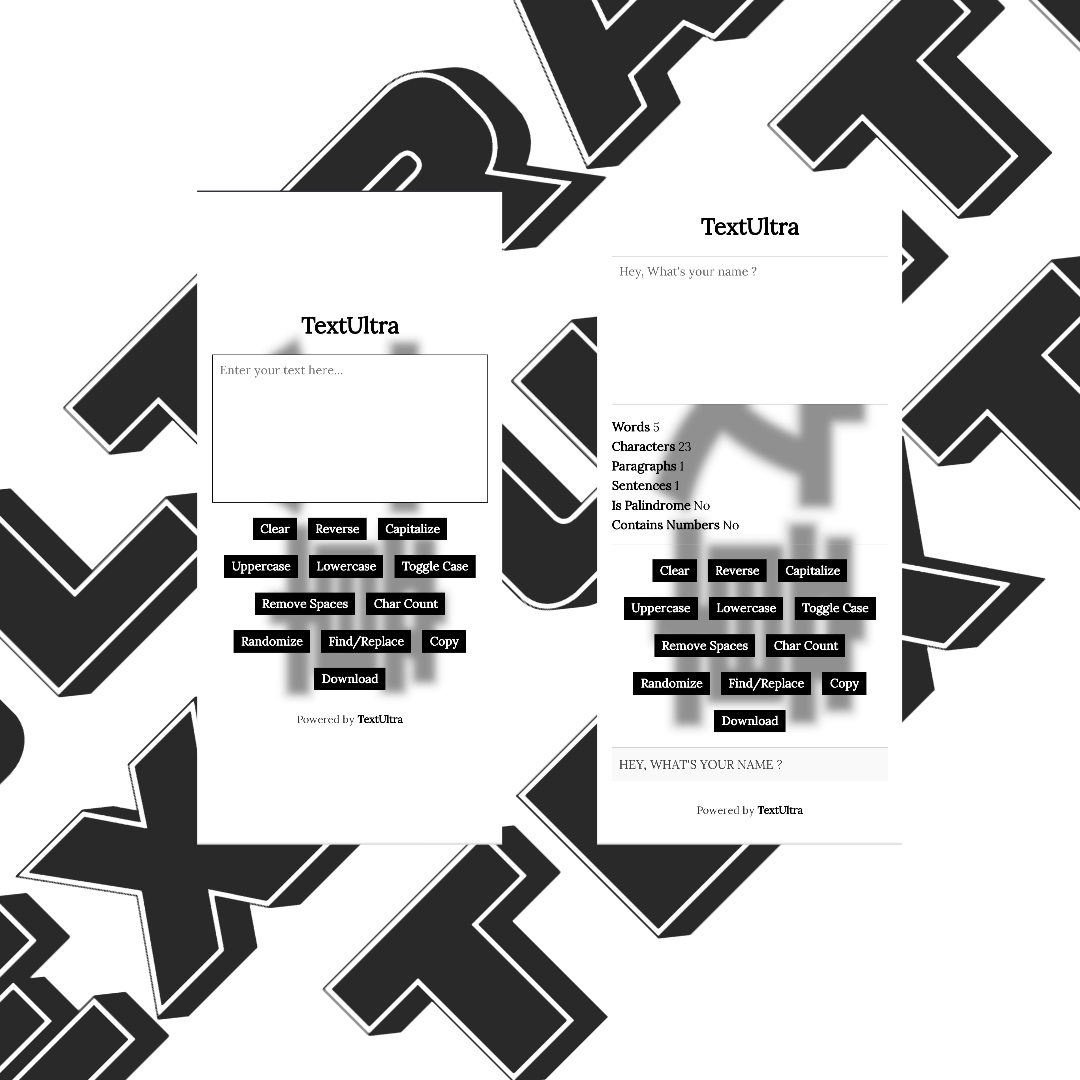 TextUltra
Enter your text here...
Clear Reverse Capitalize
Uppercase Lowercase Toggle Case
Remove Spaces Char Count
Randomize Find/Replace Copy
Download
Powered by TextUltra
TextUltra
Hey, What's your name ?
Words 5
Characters 23
Paragraphs 1
Sentences 1
Is Palindrome No
Contains Numbers No
Clear Reverse Capitalize
Uppercase Lowercase Toggle Case
Remove Spaces Char Count
Randomize Find/Replace Copy
Download
HEY, WHAT'S YOUR NAME ?
Powered by TextUltra